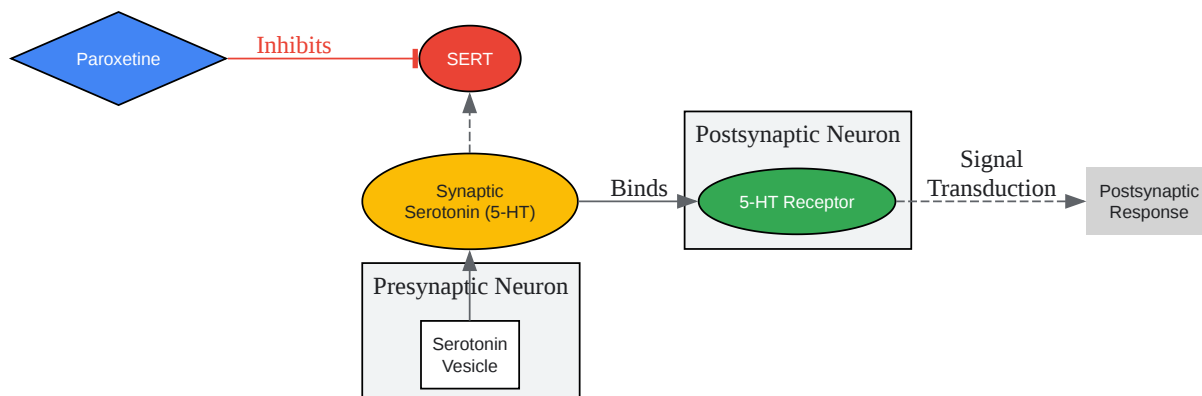 Paroxetine
Inhibits
SERT
Postsynaptic Neuron
Signal
Transduction
Synaptic
Serotonin (5-HT)
Binds
5-HT Receptor
Postsynaptic
Response
Presynaptic Neuron
Serotonin
Vesicle